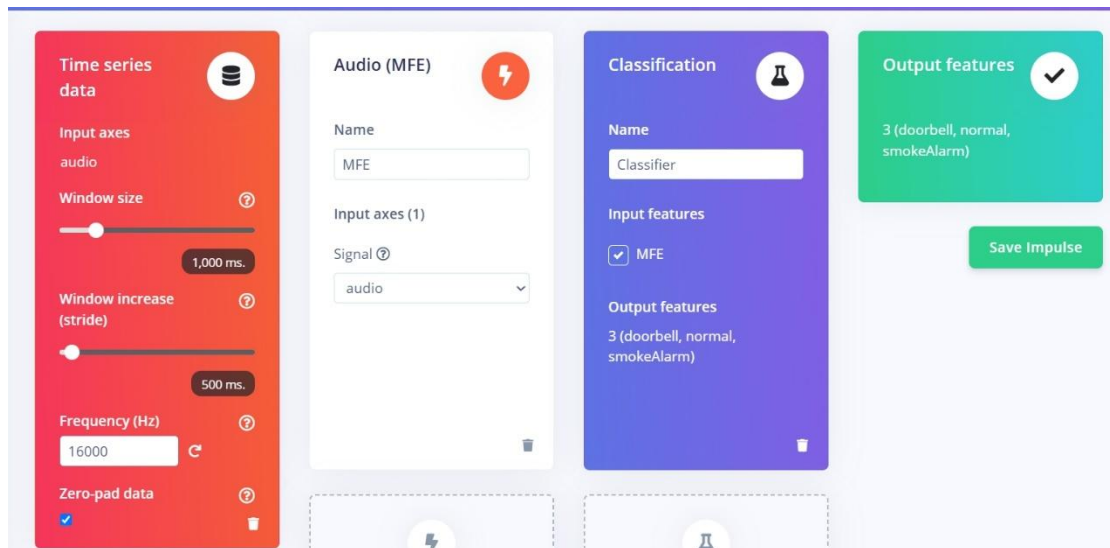 Time series
data
Input axes
audio
Window size
1,000 ms.
Window increase
(stride)
500 ms.
Frequency (Hz)
16000
Zero-pad data
Audio (MFE)
Name
MFE
Input axes (1)
Signal
audio
Classification
Name
Classifier
Input features
MFE
Output features
3 (doorbell, normal,
smokeAlarm)
Output features
3 (doorbell, normal,
smokeAlarm)
Save Impulse